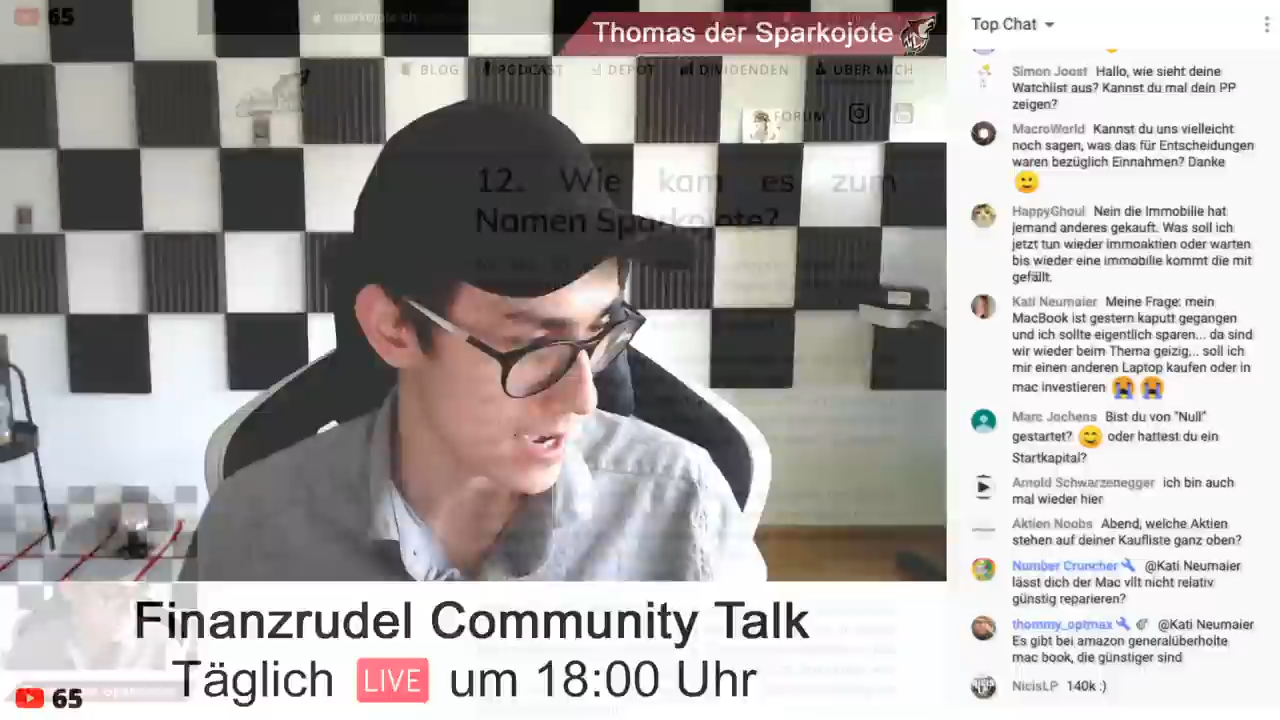 65
sparkojote.ch
Thomas der Sparkojote
BLOG PODCAST DEPOT DIVIDENDEN ÜBER MICH
FORUM
12. Wie kam es zum
Namen Sparkojote?
Finanzrudel Community Talk
Täglich LIVE um 18:00 Uhr
65
Top Chat
Simon Joost Hallo, wie sieht deine
Watchlist aus? Kannst du mal dein PP
zeigen?
MacroWorld Kannst du uns vielleicht
noch sagen, was das für Entscheidungen
waren bezüglich Einnahmen? Danke
HappyGhoul Nein die Immobilie hat
jemand anderes gekauft. Was soll ich
jetzt tun wieder immoaktien oder warten
bis wieder eine immobilie kommt die mit
gefällt.
Kati Neumaier Meine Frage: mein
MacBook ist gestern kaputt gegangen
und ich sollte eigentlich sparen... da sind
wir wieder beim Thema geizig... soll ich
mir einen anderen Laptop kaufen oder in
mac investieren
Marc Jochens Bist du von "Null"
gestartet? oder hattest du ein
Startkapital?
Arnold Schwarzenegger ich bin auch
mal wieder hier
Aktien Noobs Abend, welche Aktien
stehen auf deiner Kaufliste ganz oben?
Number Cruncher @Kati Neumaier
lässt dich der Mac vllt nicht relativ
günstig reparieren?
thommy_optmax @Kati Neumaier
Es gibt bei amazon generalüberholte
mac book, die günstiger sind
NicisLP 140k :)